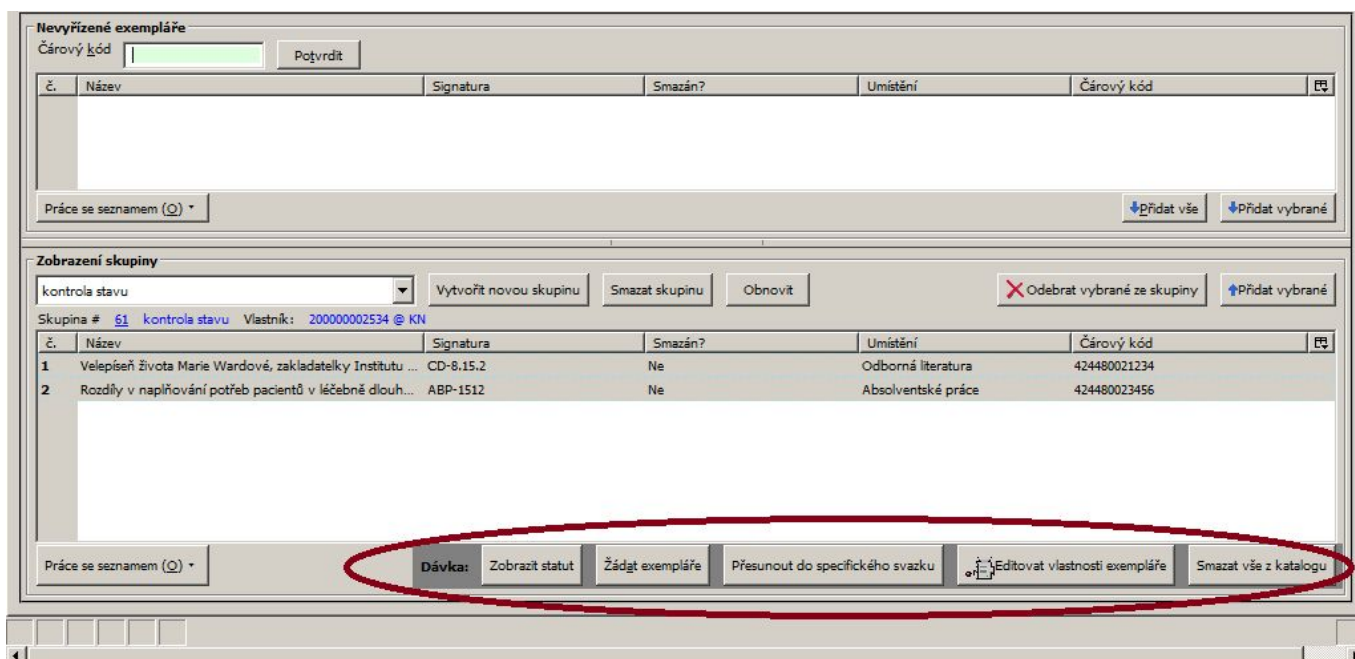 Nevyřízené exempláře
Čárový kód Potvrdit
č. Název Signatura Smazán? Umístění Čárový kód
Práce se seznamem (O) Přidat vše Přidat vybrané
Zobrazení skupiny
kontrola stavu Vytvořit novou skupinu Smazat skupinu Obnovit Odebrat vybrané ze skupiny Přidat vybrané
Skupina # 61 kontrola stavu Vlastník: 200000002534 @ KN
č. Název Signatura Smazán? Umístění Čárový kód
1 Velepíseň života Marie Wardové, zakladatelky Institutu ... CD-8.15.2 Ne Odborná literatura 424480021234
2 Rozdíly v naplňování potřeb pacientů v léčebně dlouh... ABP-1512 Ne Absolventské práce 424480023456
Práce se seznamem (O) Dávka: Zobrazit statut Žádat exempláře Přesunout do specifického svazku Editovat vlastnosti exempláře Smazat vše z katalogu